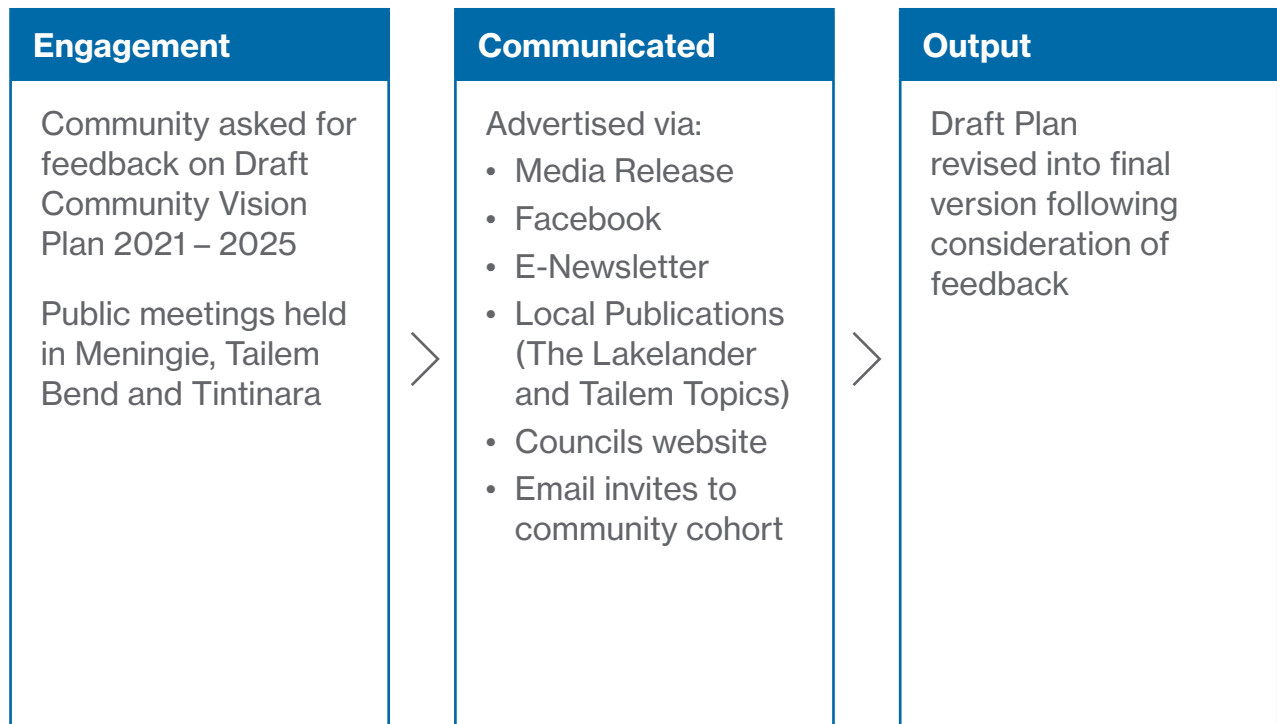 Engagement
Community asked for
feedback on Draft
Community Vision
Plan 2021 – 2025
Public meetings held
in Meningie, Tailem
Bend and Tintinara
Communicated
Advertised via:
• Media Release
• Facebook
• E-Newsletter
• Local Publications
(The Lakelander
and Tailem Topics)
• Councils website
• Email invites to
community cohort
Output
Draft Plan
revised into final
version following
consideration of
feedback